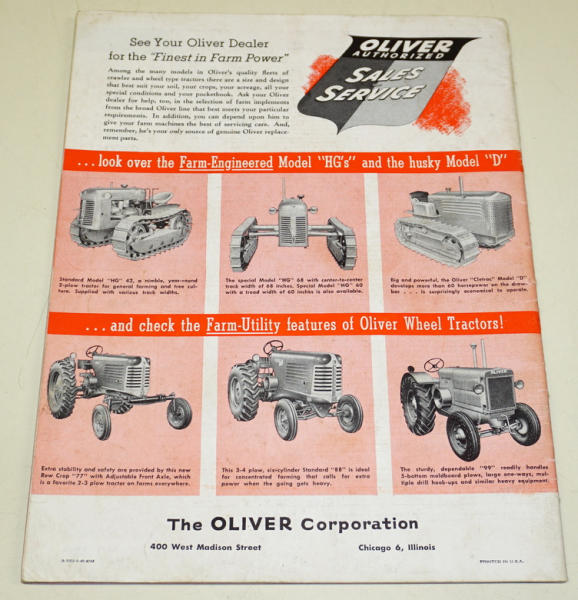 See Your Oliver Dealer
for the "Finest in Farm Power"
Among the many models in Oliver's quality fleets of
crawler and wheel type tractors there are a size and design
that best suit your soil, your crops, your acreage, all your
special conditions and your pocketbook. Ask your Oliver
dealer for help, too, in the selection of farm implements
from the broad Oliver line that best meets your particular
requirements. In addition, you can depend upon him to
give your farm machines the best of servicing care. And,
remember, he's your only source of genuine Oliver replace-
ment parts.
OLIVER
AUTHORIZED
SALES
SERVICE
...look over the Farm-Engineered Model "HG's" and the husky Model "D"
Standard Model "HG" 42, a nimble, year-round
2-plow tractor for general farming and tree cul-
ture. Supplied with various track widths.
The special Model "HG" 68 with center-to-center
track width of 68 inches. Special Model "HG" 60
with a tread width of 60 inches is also available.
Big and powerful, the Oliver "Cletrac" Model "D"
develops more than 60 horsepower on the draw-
bar . . . is surprisingly economical to operate.
...and check the Farm-Utility features of Oliver Wheel Tractors!
OLIVER
Extra stability and safety are provided by this new
Row Crop "77" with Adjustable Front Axle, which
is a favorite 2-3 plow tractor on farms everywhere.
This 3-4 plow, six-cylinder Standard "88" is ideal
for concentrated farming that calls for extra
power when the going gets heavy.
The sturdy, dependable "99" readily handles
5-bottom moldboard plows, large one-ways, mul-
tiple drill hook-ups and similar heavy equipment.
The OLIVER Corporation
400 West Madison Street Chicago 6, Illinois
PRINTED IN U.S.A.